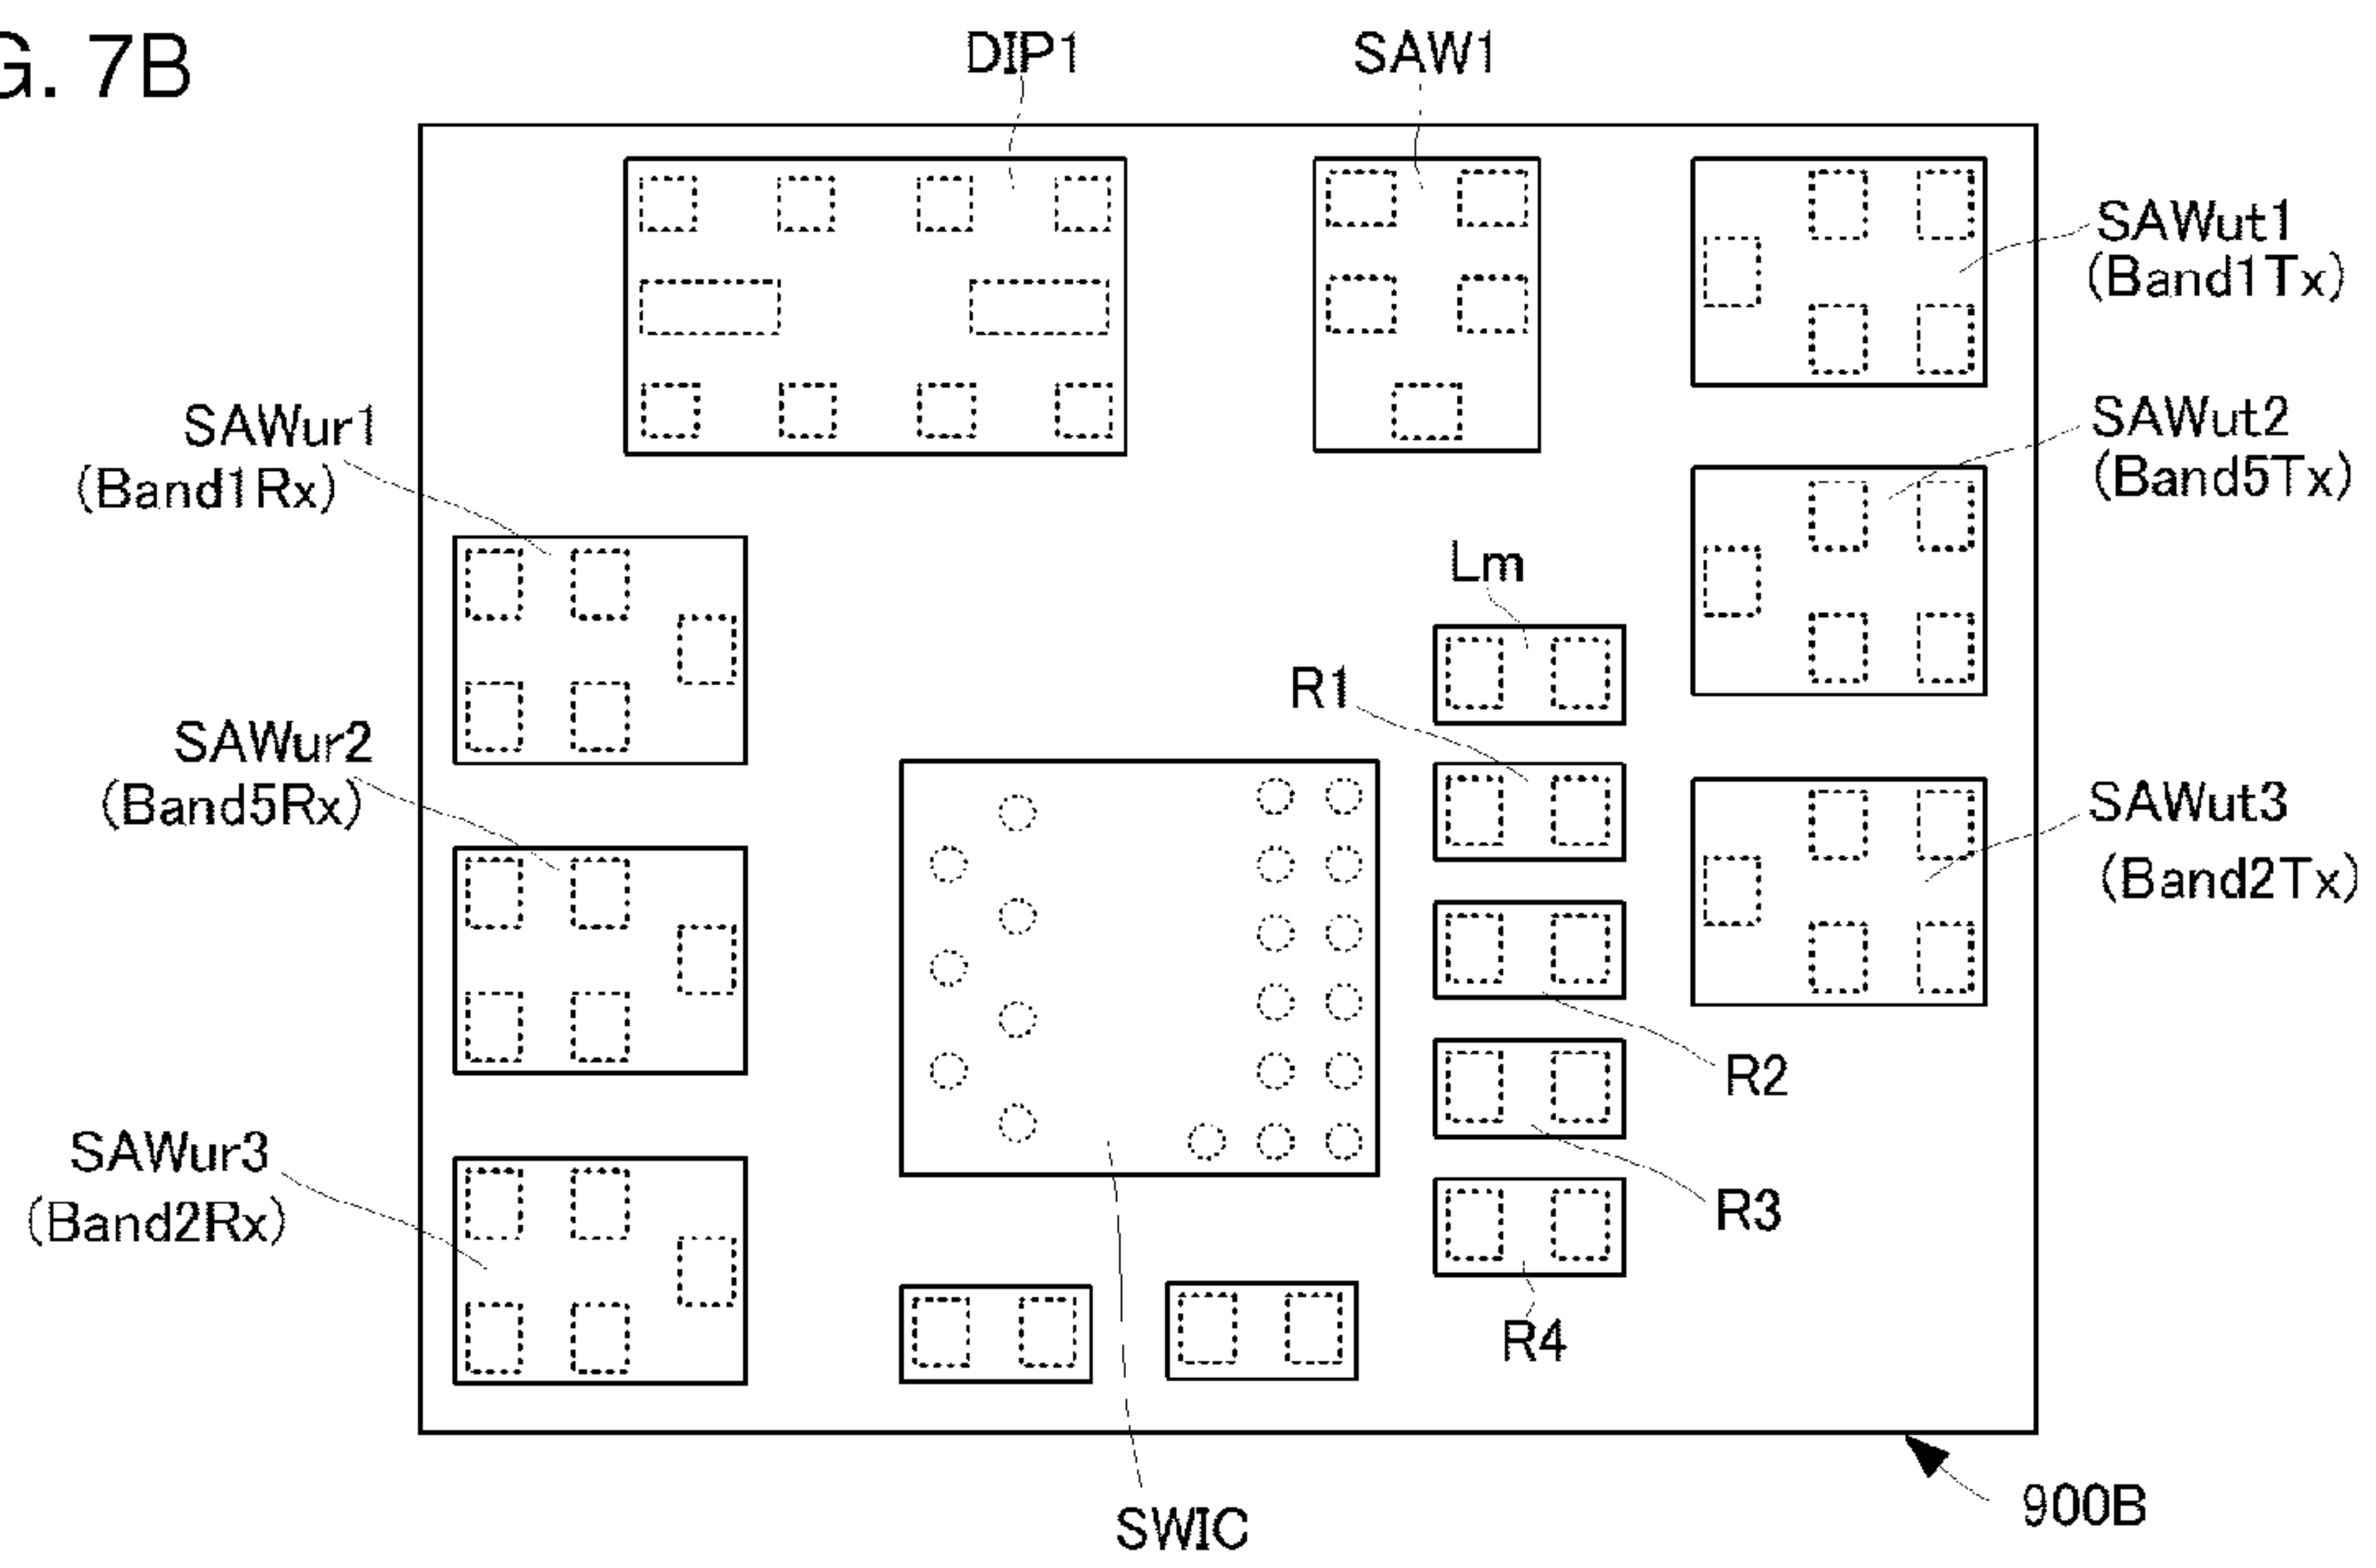 G. 7B
DIP1
SAW1
SAWut1
(Band1Tx)
SAWut2
(Band5Tx)
SAWur1
(Band1Rx)
Lm
R1
SAWur2
(Band5Rx)
SAWut3
(Band2Tx)
R2
SAWur3
(Band2Rx)
R3
R4
900B
SWIC